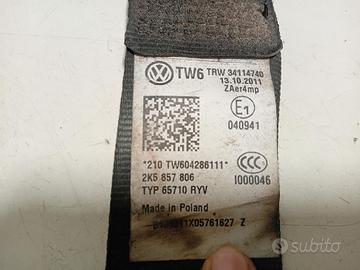 TW6 TRW 34114740
13.10.2011
ZAer4mp
E1
040941
*210 TW604286111*
2K5 857 806
CCC
TYP 65710 RYV
I000046
Made in Poland
Z
subito